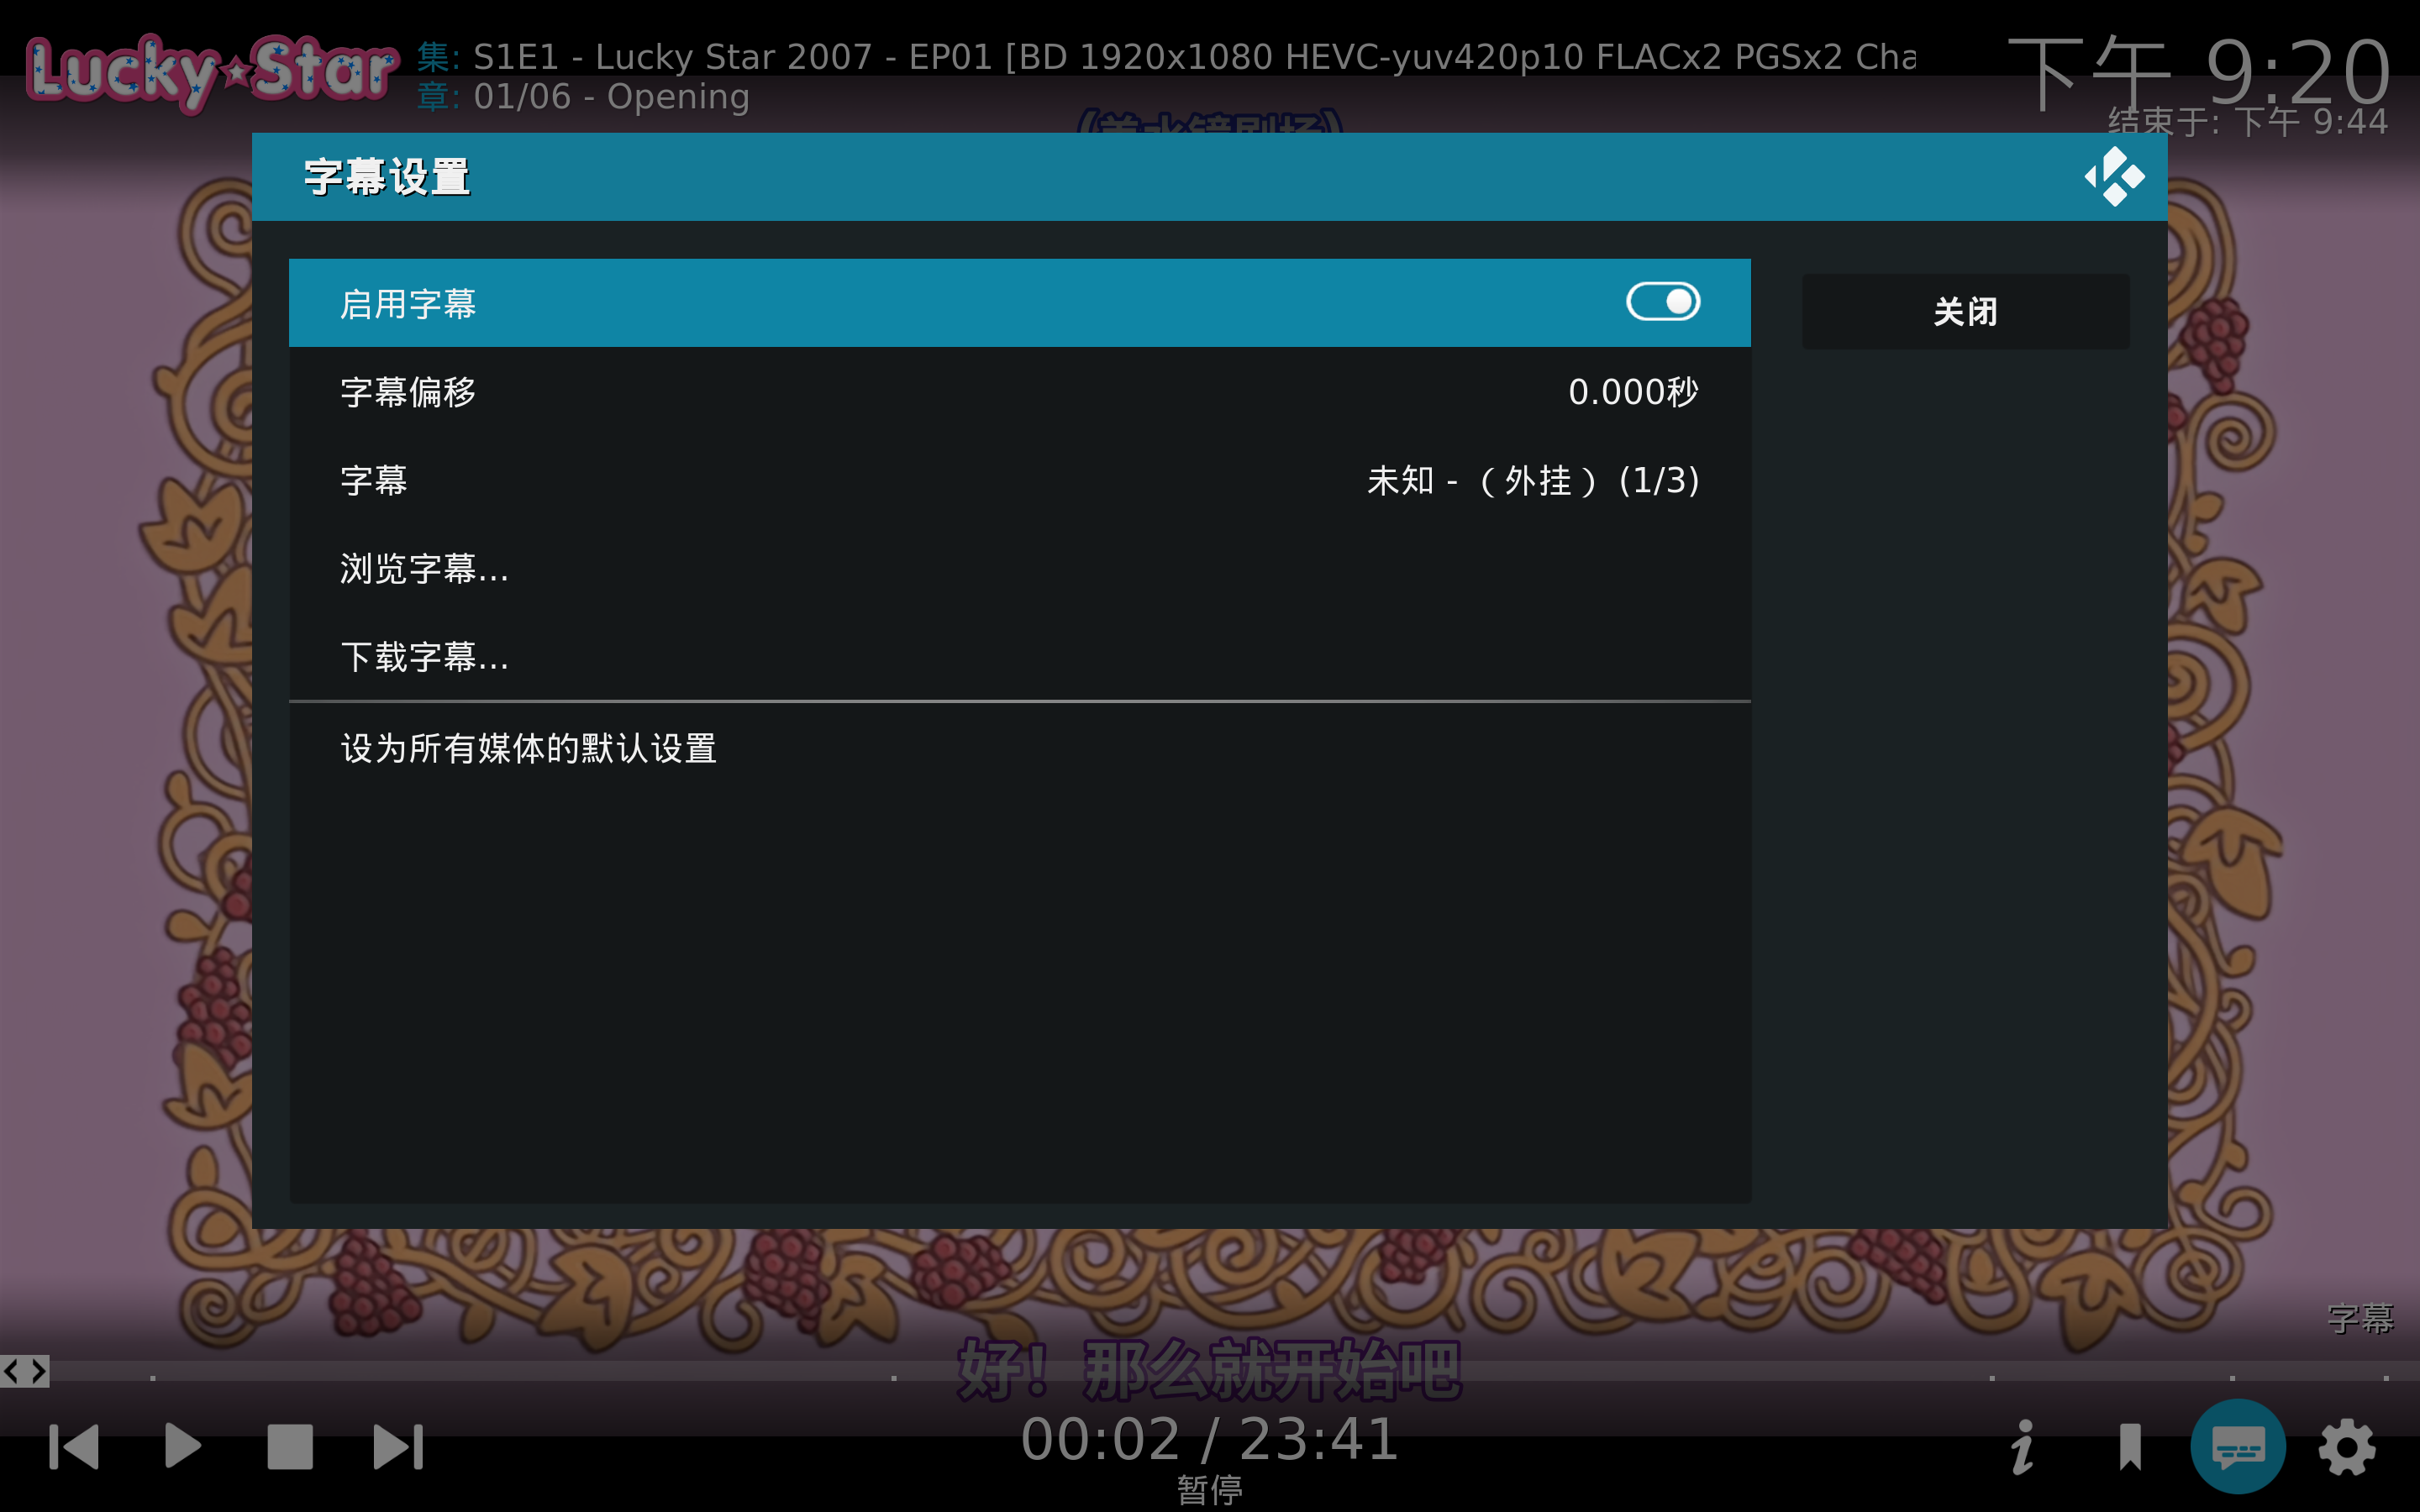 Lucky Star
集: S1E1 - Lucky Star 2007 - EP01 [BD 1920x1080 HEVC-yuv420p10 FLACx2 PGSx2 Cha
章: 01/06 - Opening
下午 9:20
结束于: 下午 9:44
字幕设置
启用字幕
关闭
字幕偏移 0.000秒
字幕 未知 - （外挂） (1/3)
浏览字幕...
下载字幕...
设为所有媒体的默认设置
字幕
好！那么就开始吧
00:02 / 23:41
暂停